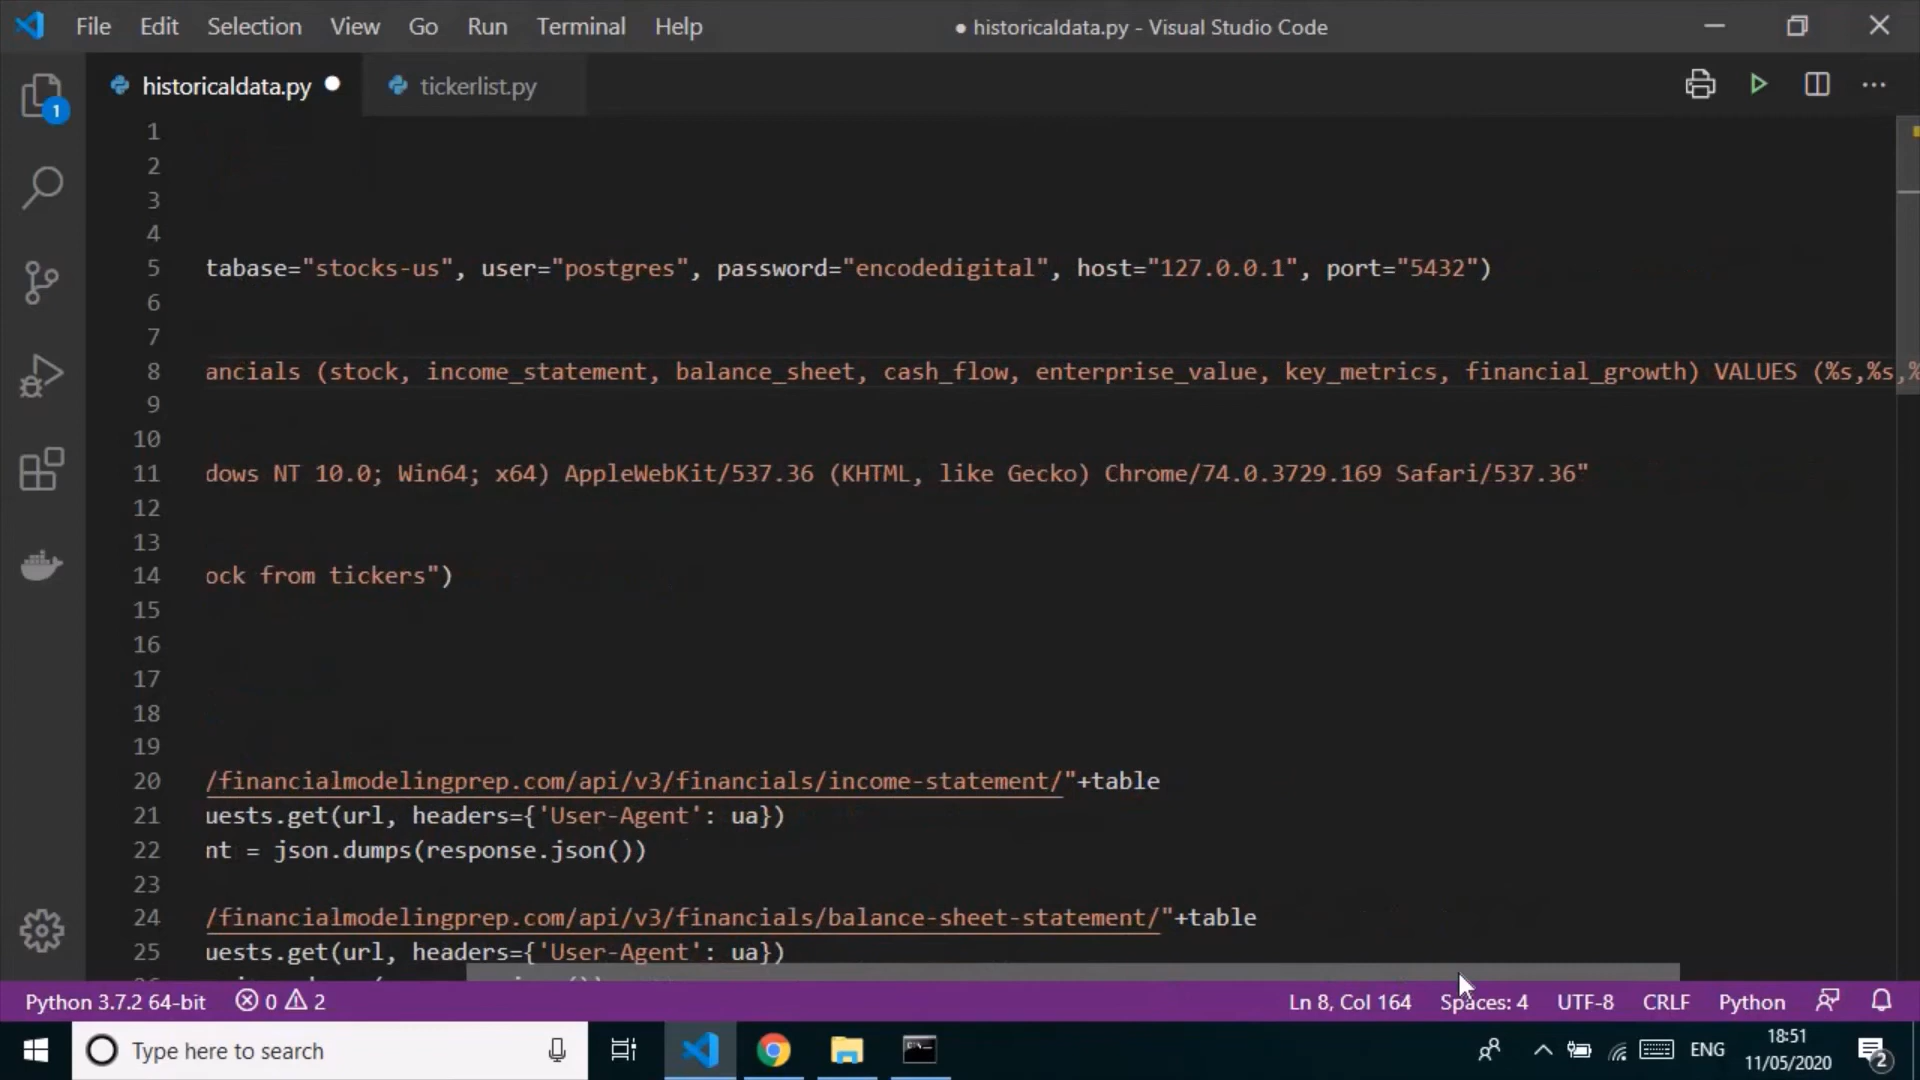 File Edit Selection View Go Run Terminal Help ● historicaldata.py - Visual Studio Code
historicaldata.py tickerlist.py
1
1
2
3
4
5 tabase="stocks-us", user="postgres", password="encodedigital", host="127.0.0.1", port="5432")
6
7
8 ancials (stock, income_statement, balance_sheet, cash_flow, enterprise_value, key_metrics, financial_growth) VALUES (%s,%s,%
9
10
11 dows NT 10.0; Win64; x64) AppleWebKit/537.36 (KHTML, like Gecko) Chrome/74.0.3729.169 Safari/537.36"
12
13
14 ock from tickers")
15
16
17
18
19
20 /financialmodelingprep.com/api/v3/financials/income-statement/"+table
21 uests.get(url, headers={'User-Agent': ua})
22 nt = json.dumps(response.json())
23
24 /financialmodelingprep.com/api/v3/financials/balance-sheet-statement/"+table
25 uests.get(url, headers={'User-Agent': ua})
Python 3.7.2 64-bit 0 2 Ln 8, Col 164 Spaces: 4 UTF-8 CRLF Python
Type here to search ENG 18:51
11/05/2020 2